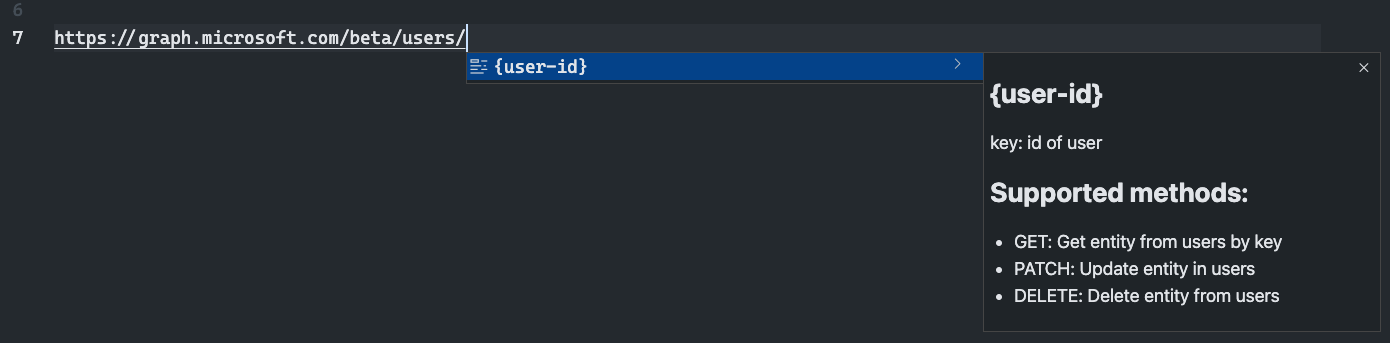 6
7 https://graph.microsoft.com/beta/users/
{user-id}
{user-id}
key: id of user
Supported methods:
• GET: Get entity from users by key
• PATCH: Update entity in users
• DELETE: Delete entity from users